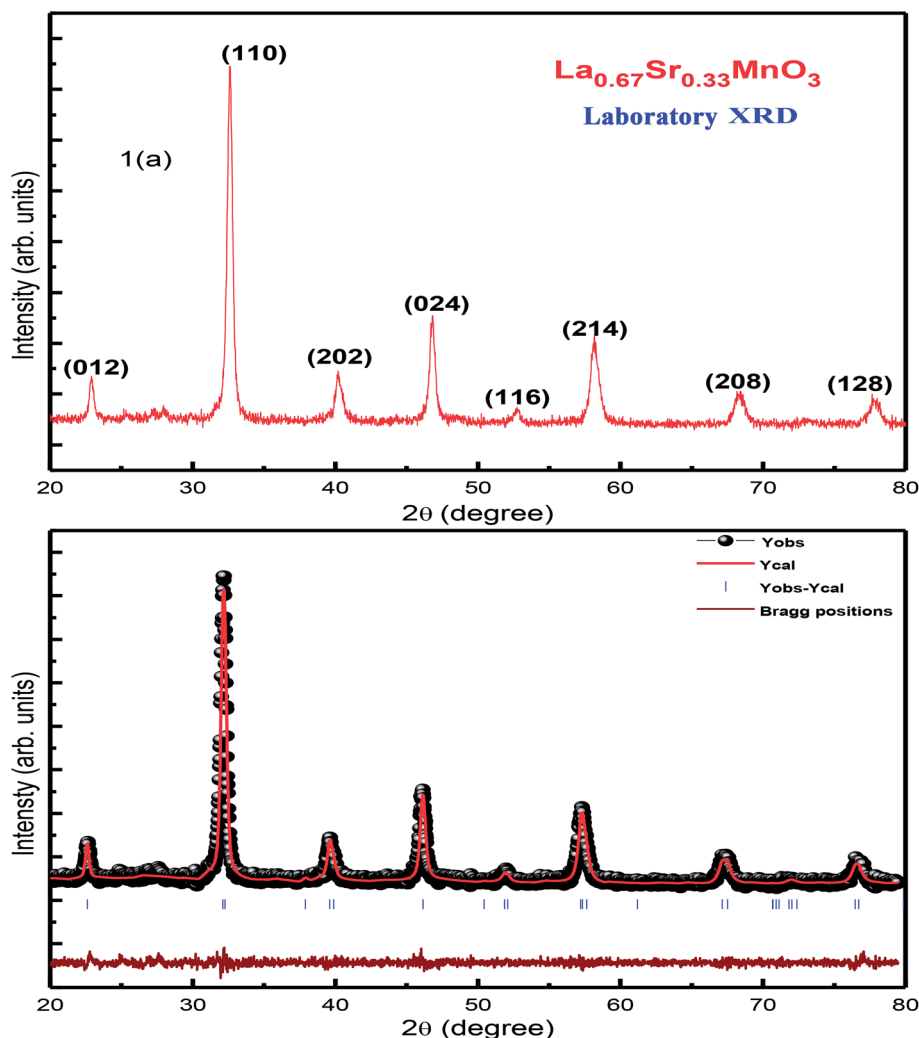 (110)
La0.67Sr0.33MnO3
Laboratory XRD
1(a)
Intensity (arb. units)
(012)
(202)
(024)
(116)
(214)
(208)
(128)
20 30 40 50 60 70 80
2θ (degree)
Yobs
Ycal
Yobs-Ycal
Bragg positions
Intensty (arb. units)
20 30 40 50 60 70 80
2θ (degree)